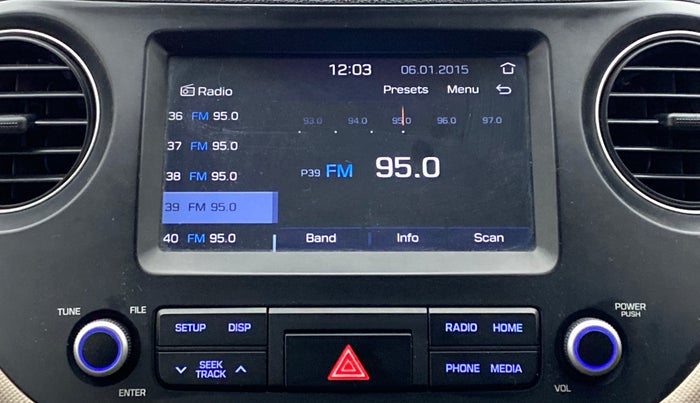 12:03 06.01.2015
Radio Presets Menu
36 FM 95.0
93.0 94.0 95.0 96.0 97.0
37 FM 95.0
38 FM 95.0
P39 FM 95.0
39 FM 95.0
40 FM 95.0
Band Info Scan
TUNE FILE
ENTER
SETUP DISP
SEEK
TRACK
RADIO HOME
PHONE MEDIA
POWER
PUSH
VOL